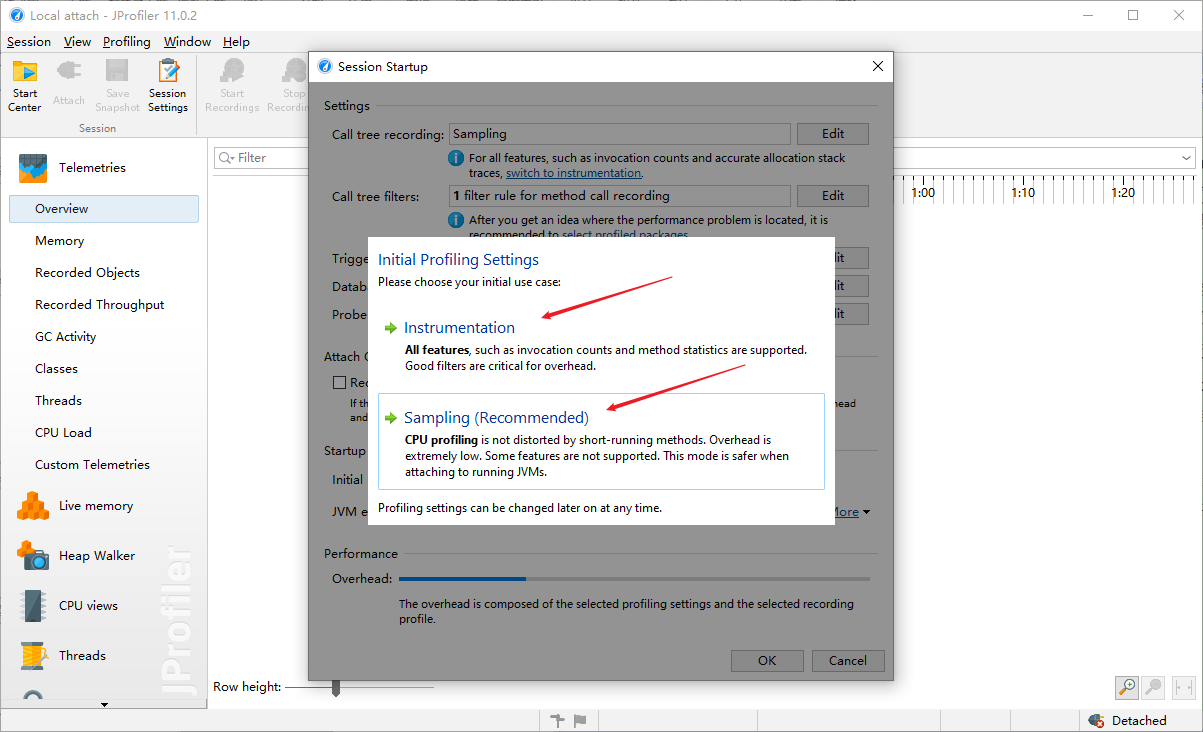 Local attach - JProfiler 11.0.2
Session View Profiling Window Help
Start Center
Attach
Save Snapshot
Session Settings
Start Recordings
Stop
Session
Telemetries
Overview
Memory
Recorded Objects
Recorded Throughput
GC Activity
Classes
Threads
CPU Load
Custom Telemetries
Live memory
Heap Walker
CPU views
Threads
JProfiler
Filter
1:00 1:10 1:20
Session Startup
Settings
Call tree recording: Sampling Edit
For all features, such as invocation counts and accurate allocation stack
traces, switch to instrumentation.
Call tree filters: 1 filter rule for method call recording Edit
After you get an idea where the performance problem is located, it is
recommended to select profiled packages.
Initial Profiling Settings
Please choose your initial use case:
Instrumentation
All features, such as invocation counts and method statistics are supported.
Good filters are critical for overhead.
Sampling (Recommended)
CPU profiling is not distorted by short-running methods. Overhead is
extremely low. Some features are not supported. This mode is safer when
attaching to running JVMs.
Profiling settings can be changed later on at any time.
Attach
If th
and
Startup
Initial
JVM
More
Performance
Overhead:
The overhead is composed of the selected profiling settings and the selected recording
profile.
OK Cancel
Row height:
Detached